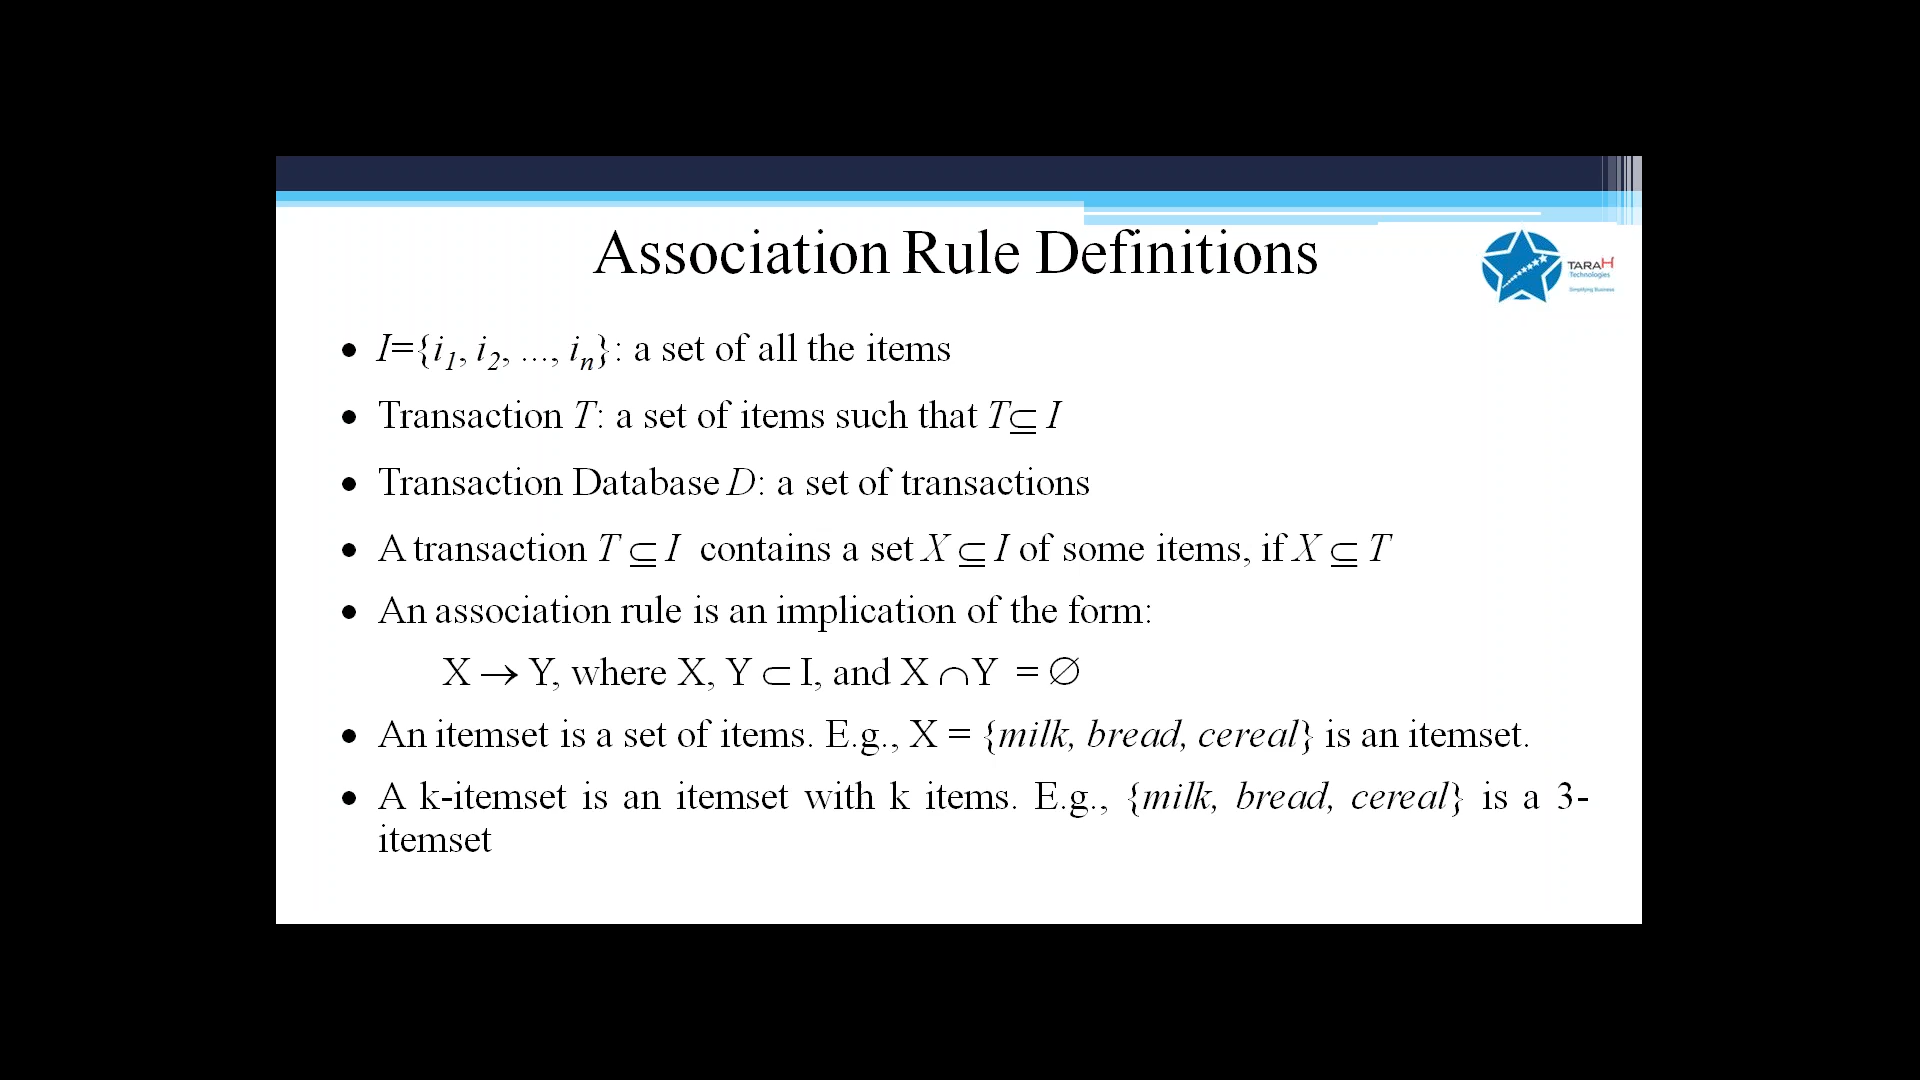 Association Rule Definitions
TARAH
Technologies
Simplifying Business
• I={i1, i2, ..., in}: a set of all the items
• Transaction T: a set of items such that T⊆ I
• Transaction Database D: a set of transactions
• A transaction T ⊆ I contains a set X ⊆ I of some items, if X ⊆ T
• An association rule is an implication of the form:
X → Y, where X, Y ⊂ I, and X ∩Y = ∅
• An itemset is a set of items. E.g., X = {milk, bread, cereal} is an itemset.
• A k-itemset is an itemset with k items. E.g., {milk, bread, cereal} is a 3-
itemset